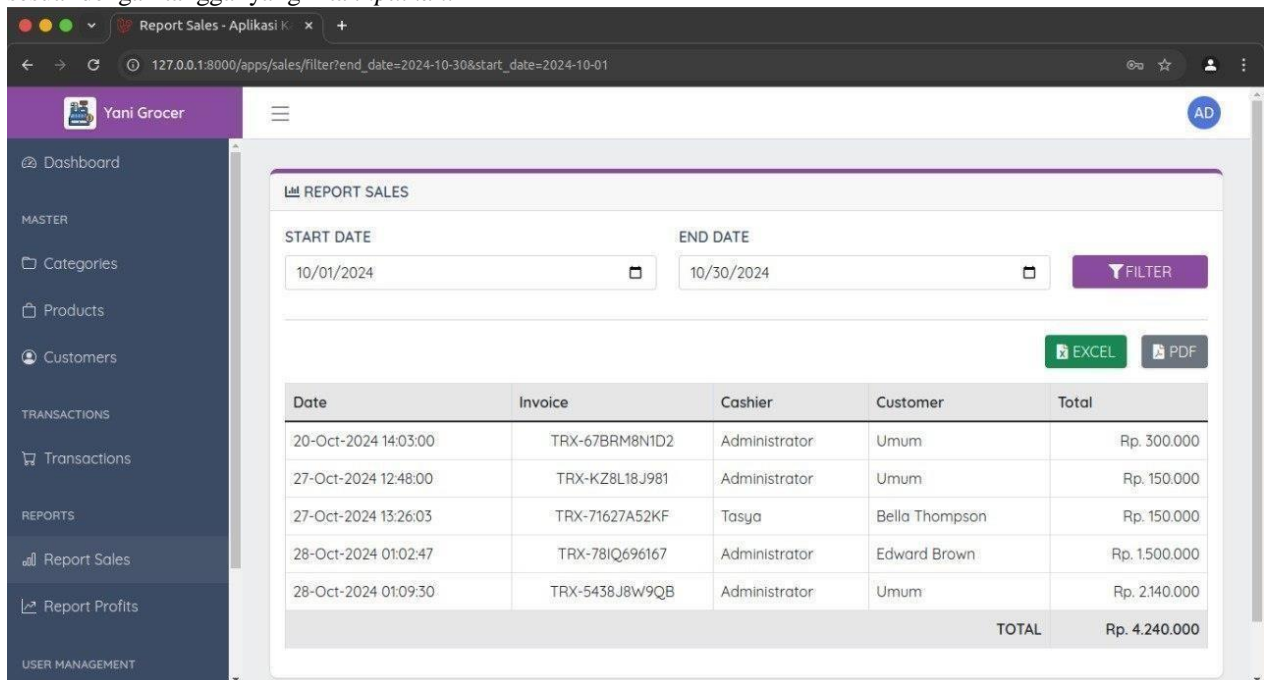 Report Sales - Aplikasi K
127.0.0.1:8000/apps/sales/filter?end_date=2024-10-30&start_date=2024-10-01
Yani Grocer
AD
Dashboard
MASTER
Categories
Products
Customers
TRANSACTIONS
Transactions
REPORTS
Report Sales
Report Profits
USER MANAGEMENT
REPORT SALES
START DATE END DATE
10/01/2024 10/30/2024 FILTER
EXCEL PDF
Date Invoice Cashier Customer Total
20-Oct-2024 14:03:00 TRX-67BRM8N1D2 Administrator Umum Rp. 300.000
27-Oct-2024 12:48:00 TRX-KZ8L18J981 Administrator Umum Rp. 150.000
27-Oct-2024 13:26:03 TRX-71627A52KF Tasya Bella Thompson Rp. 150.000
28-Oct-2024 01:02:47 TRX-78IQ696167 Administrator Edward Brown Rp. 1.500.000
28-Oct-2024 01:09:30 TRX-5438J8W9QB Administrator Umum Rp. 2.140.000
TOTAL Rp. 4.240.000